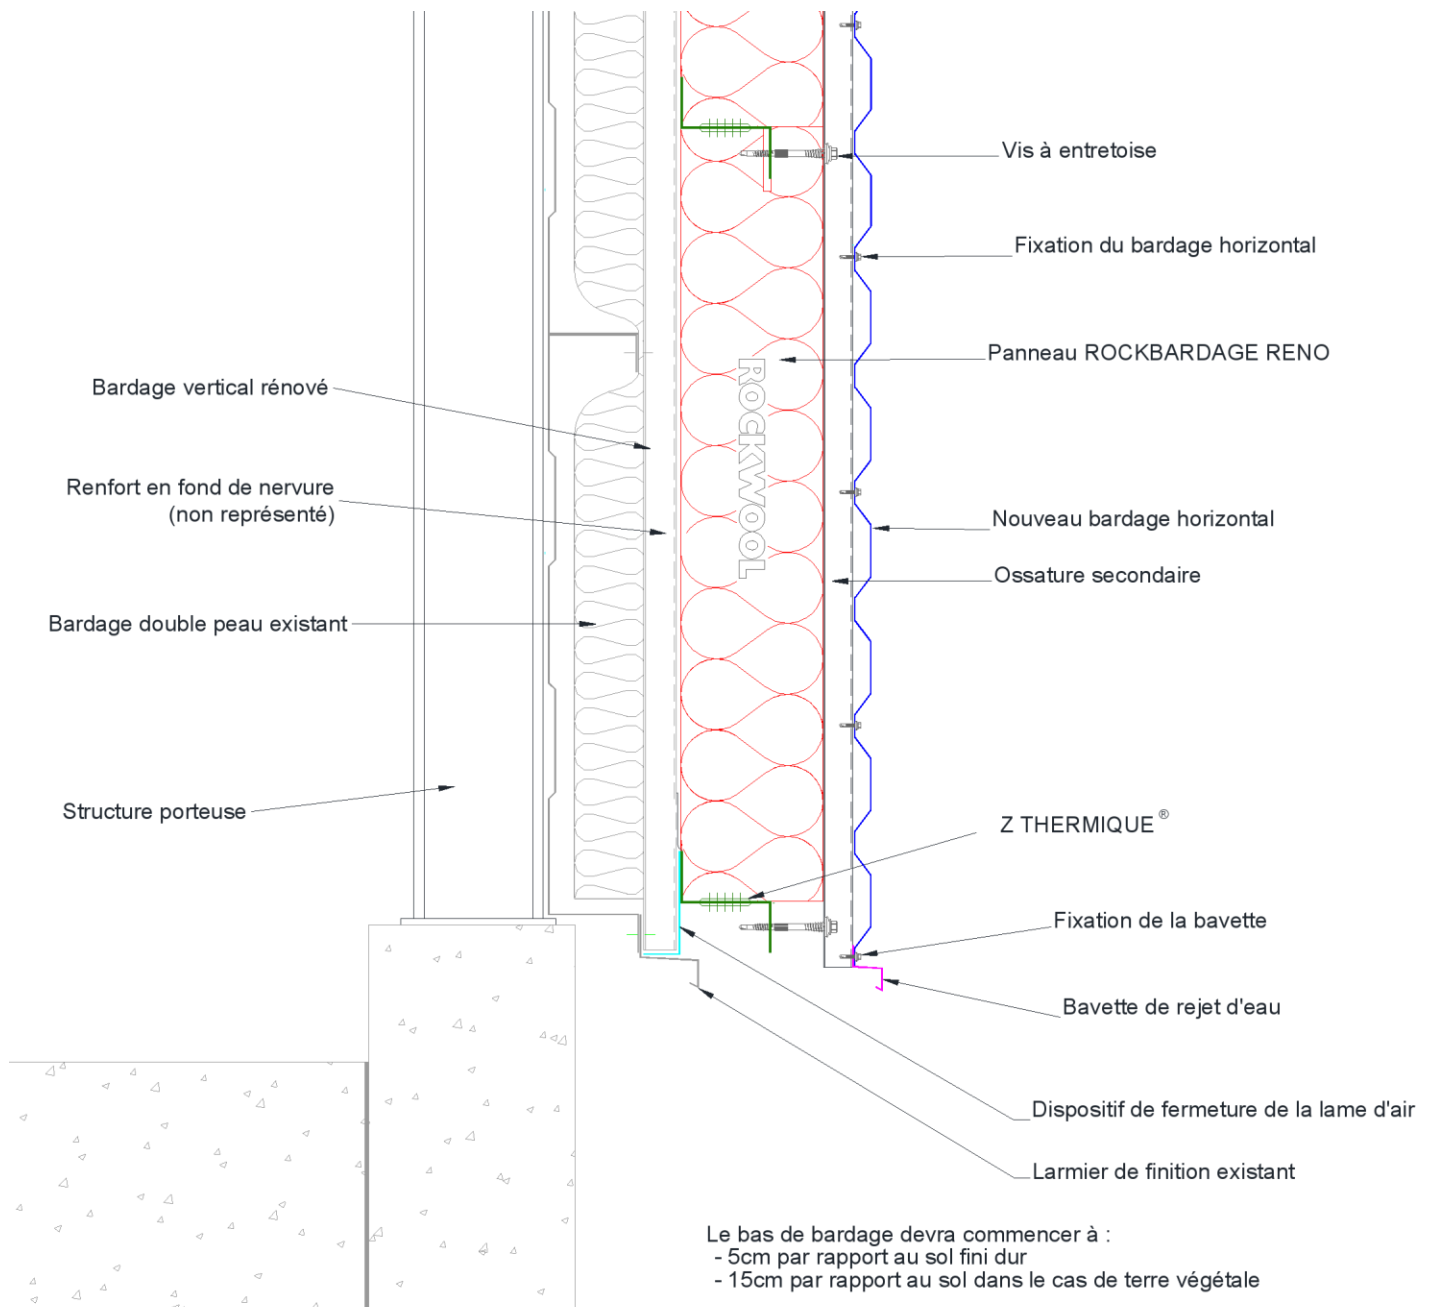 Vis à entretoise
Fixation du bardage horizontal
Panneau ROCKBARDAGE RENO
ROCKWOOL
Bardage vertical rénové
Renfort en fond de nervure
(non représenté)
Nouveau bardage horizontal
Ossature secondaire
Bardage double peau existant
Structure porteuse
Z THERMIQUE®
Fixation de la bavette
Bavette de rejet d'eau
Dispositif de fermeture de la lame d'air
Larmier de finition existant
Le bas de bardage devra commencer à :
- 5cm par rapport au sol fini dur
- 15cm par rapport au sol dans le cas de terre végétale